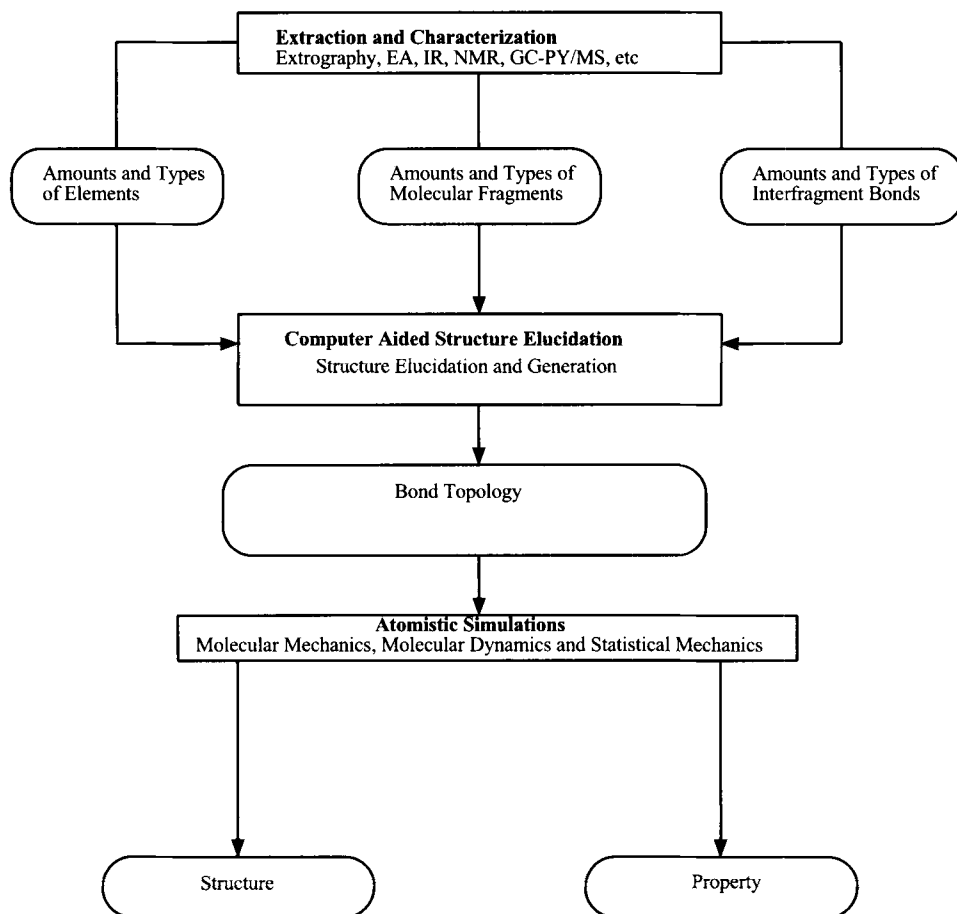 Extraction and Characterization
Extrography, EA, IR, NMR, GC-PY/MS, etc
Amounts and Types
of Elements
Amounts and Types of
Molecular Fragments
Amounts and Types of
Interfragment Bonds
Computer Aided Structure Elucidation
Structure Elucidation and Generation
Bond Topology
Atomistic Simulations
Molecular Mechanics, Molecular Dynamics and Statistical Mechanics
Structure
Property